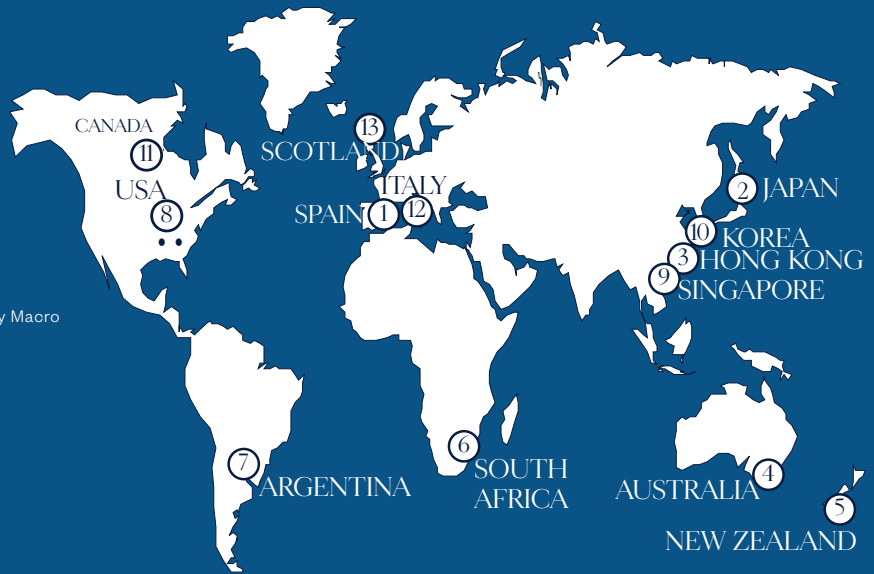 13
CANADA
11
SCOTLAND
ITALY
USA
2 JAPAN
8
SPAIN 1
12
10 KOREA
3 HONG KONG
9
SINGAPORE
y Macro
6
7
SOUTH
AFRICA
4
ARGENTINA
AUSTRALIA
5
NEW ZEALAND